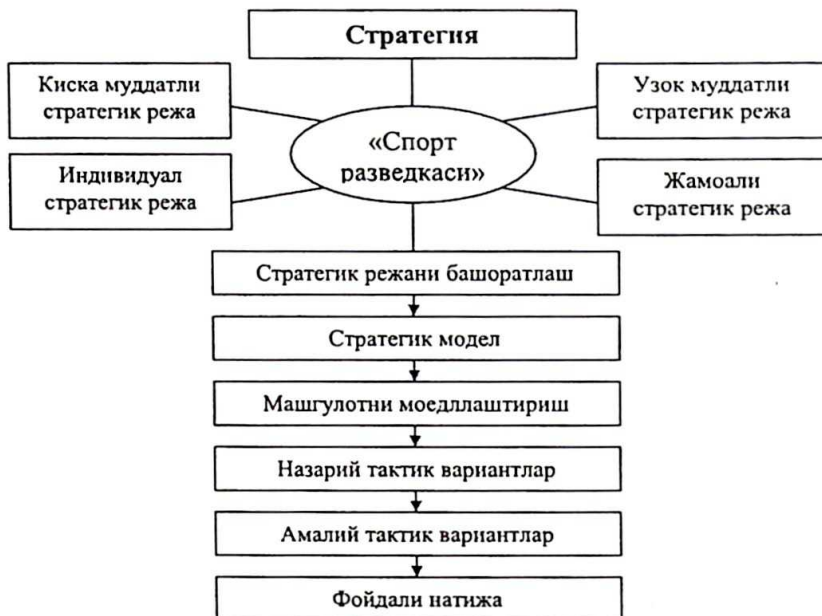 Стратегия
Киска муддатли
стратегик режа
Узок муддатли
стратегик режа
«Спорт
разведкаси»
Индивидуал
стратегик режа
Жамоали
стратегик режа
Стратегик режани башоратлаш
Стратегик модел
Машгулотни моедллаштириш
Назарий тактик вариантлар
Амалий тактик вариантлар
Фойдали натижа